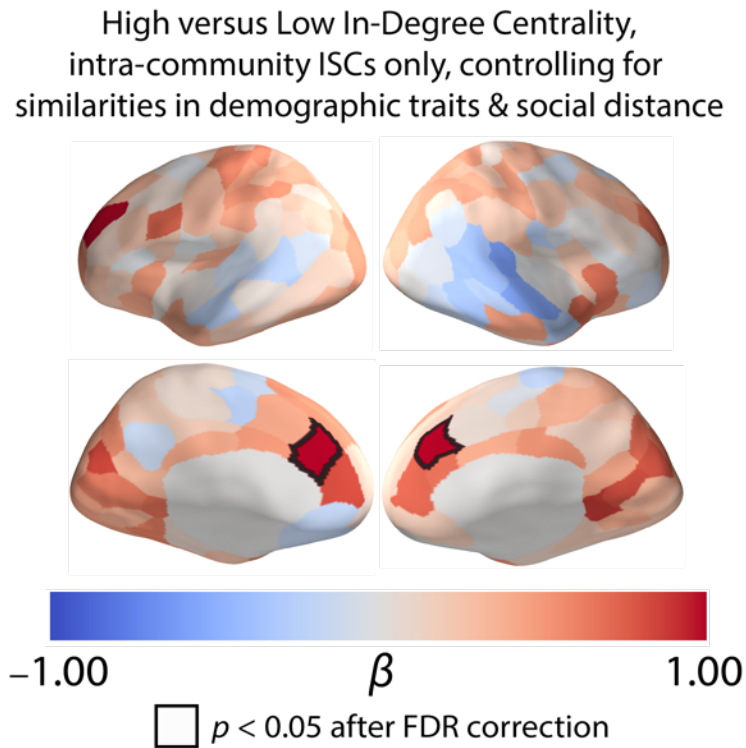 High versus Low In-Degree Centrality,
intra-community ISCs only, controlling for
similarities in demographic traits & social distance
−1.00 β 1.00
p < 0.05 after FDR correction